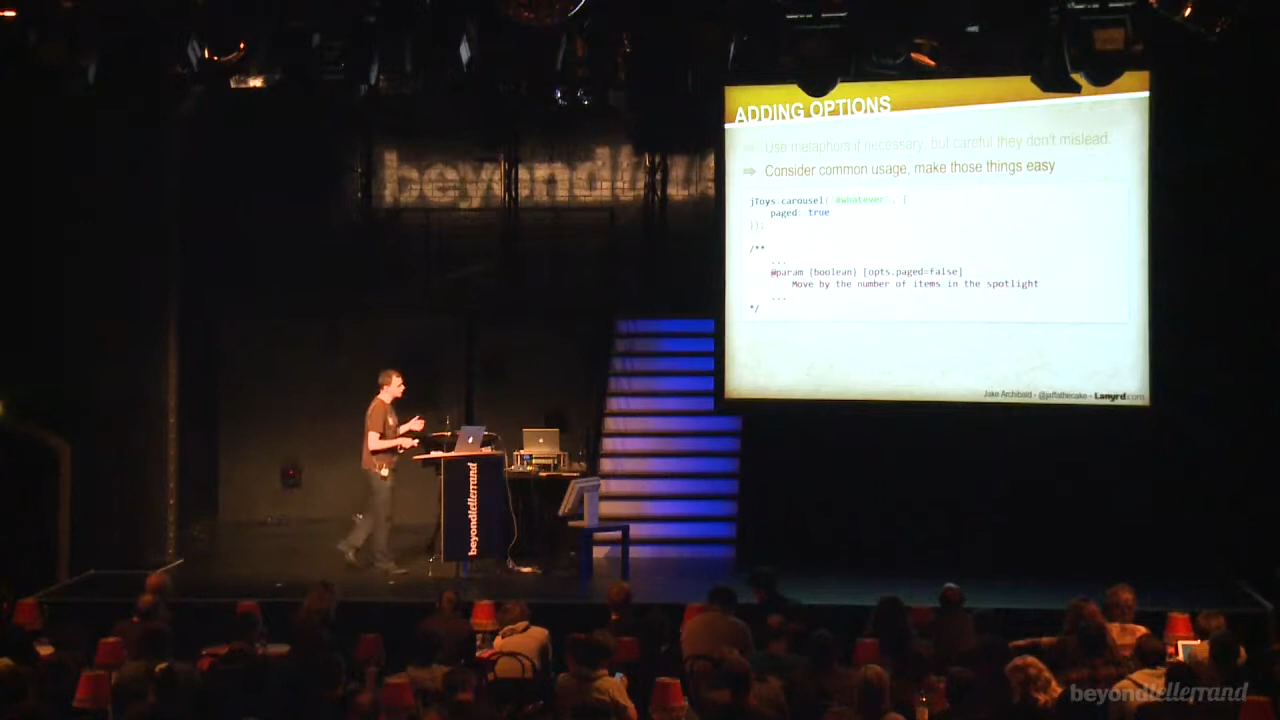 ADDING OPTIONS
Use metaphors if necessary, but careful they don't mislead.
Consider common usage, make those things easy
jToys.carousel('#whatever', {
paged: true
});
/**
...
@param {boolean} [opts.paged=false]
Move by the number of items in the spotlight
...
*/
Jake Archibald - @jaffathecake - Lanyrd.com
beyond
beyondtellerrand
beyondtellerrand